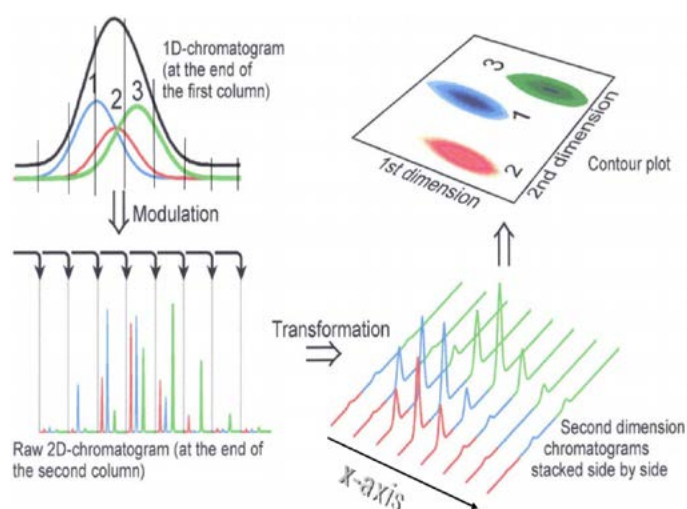 1D-chromatogram
(at the end of
the first column)
1
2
3
Modulation
Raw 2D-chromatogram (at the end of
the second column)
Transformation
x-axis
Second dimension
chromatograms
stacked side by side
1
2
3
1st dimension
2nd dimension
Contour plot